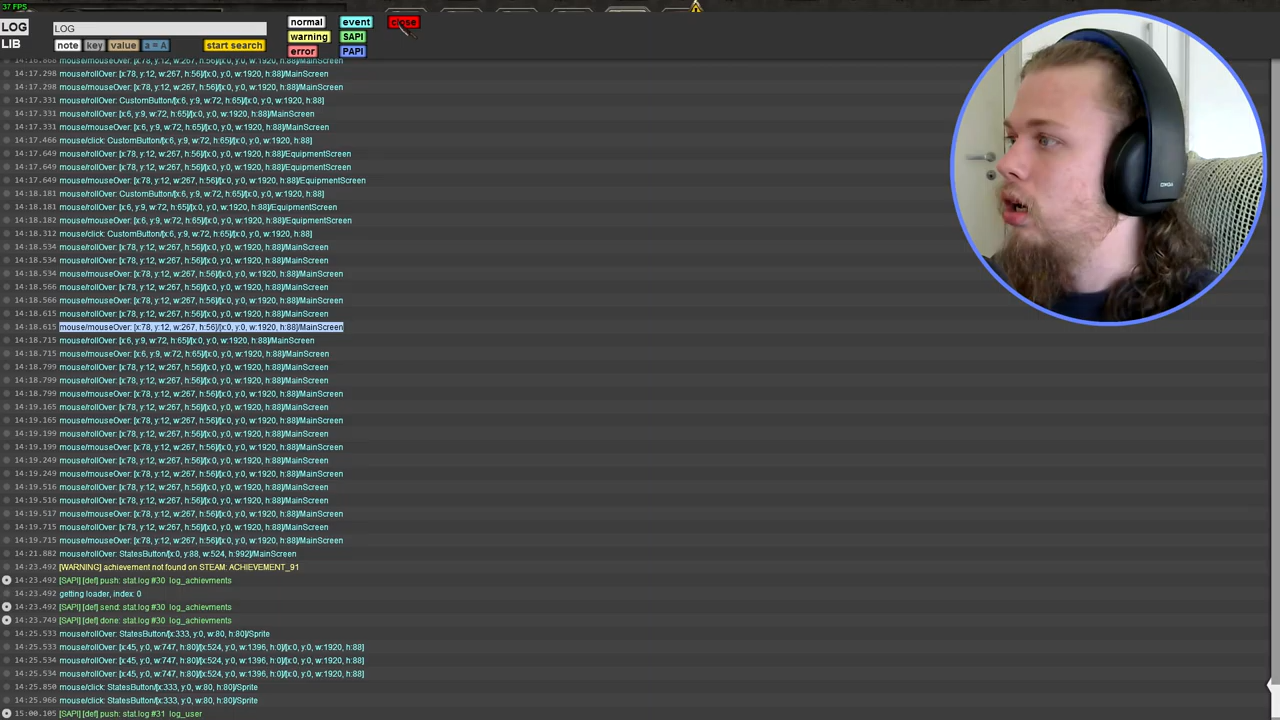 37 FPS
LOG
LOG
normal
event
close
LIB
note
key
value
a = A
start search
warning
SAPI
error
PAPI
14:16.868 mouse/rollOver: [x:78, y:12, w:267, h:56]/[x:0, y:0, w:1920, h:88]/MainScreen
14:17.298 mouse/rollOver: [x:78, y:12, w:267, h:56]/[x:0, y:0, w:1920, h:88]/MainScreen
14:17.298 mouse/mouseOver: [x:78, y:12, w:267, h:56]/[x:0, y:0, w:1920, h:88]/MainScreen
14:17.331 mouse/rollOver: CustomButton/[x:6, y:9, w:72, h:65]/[x:0, y:0, w:1920, h:88]
14:17.331 mouse/rollOver: [x:6, y:9, w:72, h:65]/[x:0, y:0, w:1920, h:88]/MainScreen
14:17.331 mouse/mouseOver: [x:6, y:9, w:72, h:65]/[x:0, y:0, w:1920, h:88]/MainScreen
14:17.466 mouse/click: CustomButton/[x:6, y:9, w:72, h:65]/[x:0, y:0, w:1920, h:88]
14:17.649 mouse/rollOver: [x:78, y:12, w:267, h:56]/[x:0, y:0, w:1920, h:88]/EquipmentScreen
14:17.649 mouse/rollOver: [x:78, y:12, w:267, h:56]/[x:0, y:0, w:1920, h:88]/EquipmentScreen
14:17.649 mouse/mouseOver: [x:78, y:12, w:267, h:56]/[x:0, y:0, w:1920, h:88]/EquipmentScreen
14:18.181 mouse/rollOver: CustomButton/[x:6, y:9, w:72, h:65]/[x:0, y:0, w:1920, h:88]
14:18.181 mouse/rollOver: [x:6, y:9, w:72, h:65]/[x:0, y:0, w:1920, h:88]/EquipmentScreen
14:18.182 mouse/mouseOver: [x:6, y:9, w:72, h:65]/[x:0, y:0, w:1920, h:88]/EquipmentScreen
14:18.312 mouse/click: CustomButton/[x:6, y:9, w:72, h:65]/[x:0, y:0, w:1920, h:88]
14:18.534 mouse/rollOver: [x:78, y:12, w:267, h:56]/[x:0, y:0, w:1920, h:88]/MainScreen
14:18.534 mouse/rollOver: [x:78, y:12, w:267, h:56]/[x:0, y:0, w:1920, h:88]/MainScreen
14:18.534 mouse/mouseOver: [x:78, y:12, w:267, h:56]/[x:0, y:0, w:1920, h:88]/MainScreen
14:18.566 mouse/rollOver: [x:78, y:12, w:267, h:56]/[x:0, y:0, w:1920, h:88]/MainScreen
14:18.566 mouse/mouseOver: [x:78, y:12, w:267, h:56]/[x:0, y:0, w:1920, h:88]/MainScreen
14:18.615 mouse/rollOver: [x:78, y:12, w:267, h:56]/[x:0, y:0, w:1920, h:88]/MainScreen
14:18.615 mouse/mouseOver: [x:78, y:12, w:267, h:56]/[x:0, y:0, w:1920, h:88]/MainScreen
14:18.715 mouse/rollOver: [x:6, y:9, w:72, h:65]/[x:0, y:0, w:1920, h:88]/MainScreen
14:18.715 mouse/mouseOver: [x:6, y:9, w:72, h:65]/[x:0, y:0, w:1920, h:88]/MainScreen
14:18.799 mouse/rollOver: [x:78, y:12, w:267, h:56]/[x:0, y:0, w:1920, h:88]/MainScreen
14:18.799 mouse/rollOver: [x:78, y:12, w:267, h:56]/[x:0, y:0, w:1920, h:88]/MainScreen
14:18.799 mouse/mouseOver: [x:78, y:12, w:267, h:56]/[x:0, y:0, w:1920, h:88]/MainScreen
14:19.165 mouse/rollOver: [x:78, y:12, w:267, h:56]/[x:0, y:0, w:1920, h:88]/MainScreen
14:19.165 mouse/mouseOver: [x:78, y:12, w:267, h:56]/[x:0, y:0, w:1920, h:88]/MainScreen
14:19.199 mouse/rollOver: [x:78, y:12, w:267, h:56]/[x:0, y:0, w:1920, h:88]/MainScreen
14:19.199 mouse/mouseOver: [x:78, y:12, w:267, h:56]/[x:0, y:0, w:1920, h:88]/MainScreen
14:19.249 mouse/rollOver: [x:78, y:12, w:267, h:56]/[x:0, y:0, w:1920, h:88]/MainScreen
14:19.249 mouse/mouseOver: [x:78, y:12, w:267, h:56]/[x:0, y:0, w:1920, h:88]/MainScreen
14:19.516 mouse/rollOver: [x:78, y:12, w:267, h:56]/[x:0, y:0, w:1920, h:88]/MainScreen
14:19.516 mouse/rollOver: [x:78, y:12, w:267, h:56]/[x:0, y:0, w:1920, h:88]/MainScreen
14:19.517 mouse/mouseOver: [x:78, y:12, w:267, h:56]/[x:0, y:0, w:1920, h:88]/MainScreen
14:19.715 mouse/rollOver: [x:78, y:12, w:267, h:56]/[x:0, y:0, w:1920, h:88]/MainScreen
14:19.715 mouse/mouseOver: [x:78, y:12, w:267, h:56]/[x:0, y:0, w:1920, h:88]/MainScreen
14:21.882 mouse/rollOver: StatesButton/[x:0, y:88, w:524, h:992]/MainScreen
14:23.492 [WARNING] achievement not found on STEAM: ACHIEVEMENT_91
14:23.492 [SAPI] [def] push: stat.log #30 log_achievments
14:23.492 getting loader, index: 0
14:23.492 [SAPI] [def] send: stat.log #30 log_achievments
14:23.749 [SAPI] [def] done: stat.log #30 log_achievments
14:25.533 mouse/rollOver: StatesButton/[x:333, y:0, w:80, h:80]/Sprite
14:25.533 mouse/rollOver: [x:45, y:0, w:747, h:80]/[x:524, y:0, w:1396, h:0]/[x:0, y:0, w:1920, h:88]
14:25.534 mouse/rollOver: [x:45, y:0, w:747, h:80]/[x:524, y:0, w:1396, h:0]/[x:0, y:0, w:1920, h:88]
14:25.534 mouse/rollOver: [x:45, y:0, w:747, h:80]/[x:524, y:0, w:1396, h:0]/[x:0, y:0, w:1920, h:88]
14:25.850 mouse/click: StatesButton/[x:333, y:0, w:80, h:80]/Sprite
14:25.966 mouse/click: StatesButton/[x:333, y:0, w:80, h:80]/Sprite
15:00.105 [SAPI] [def] push: stat.log #31 log_user